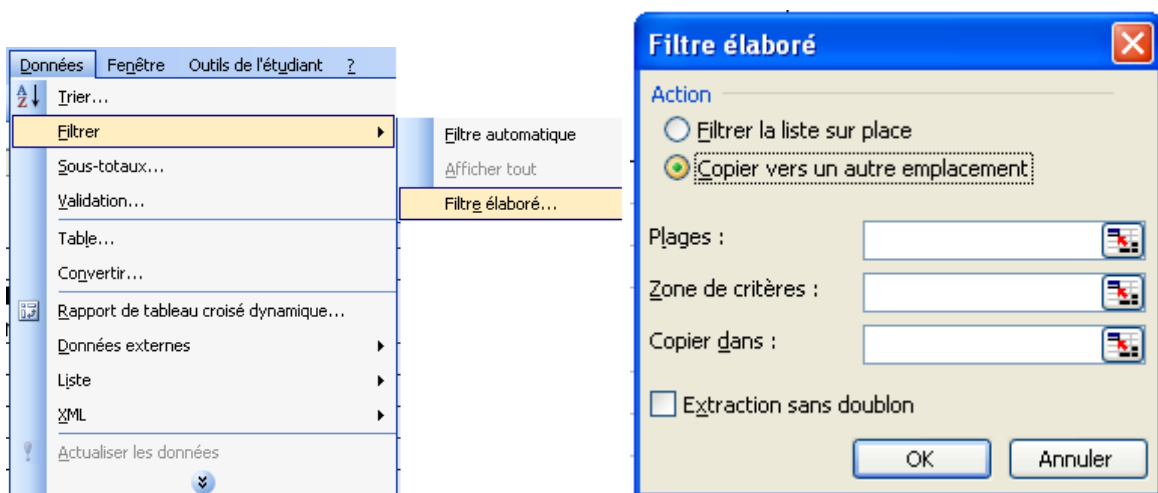 Données Fenêtre Outils de l'étudiant ?
Trier...
Filtrer
Sous-totaux...
Validation...
Table...
Convertir...
Rapport de tableau croisé dynamique...
Données externes
Liste
XML
Actualiser les données
Filtre automatique
Afficher tout
Filtre élaboré...
Filtre élaboré
Action
Filtrer la liste sur place
Copier vers un autre emplacement
Plages :
Zone de critères :
Copier dans :
Extraction sans doublon
OK Annuler